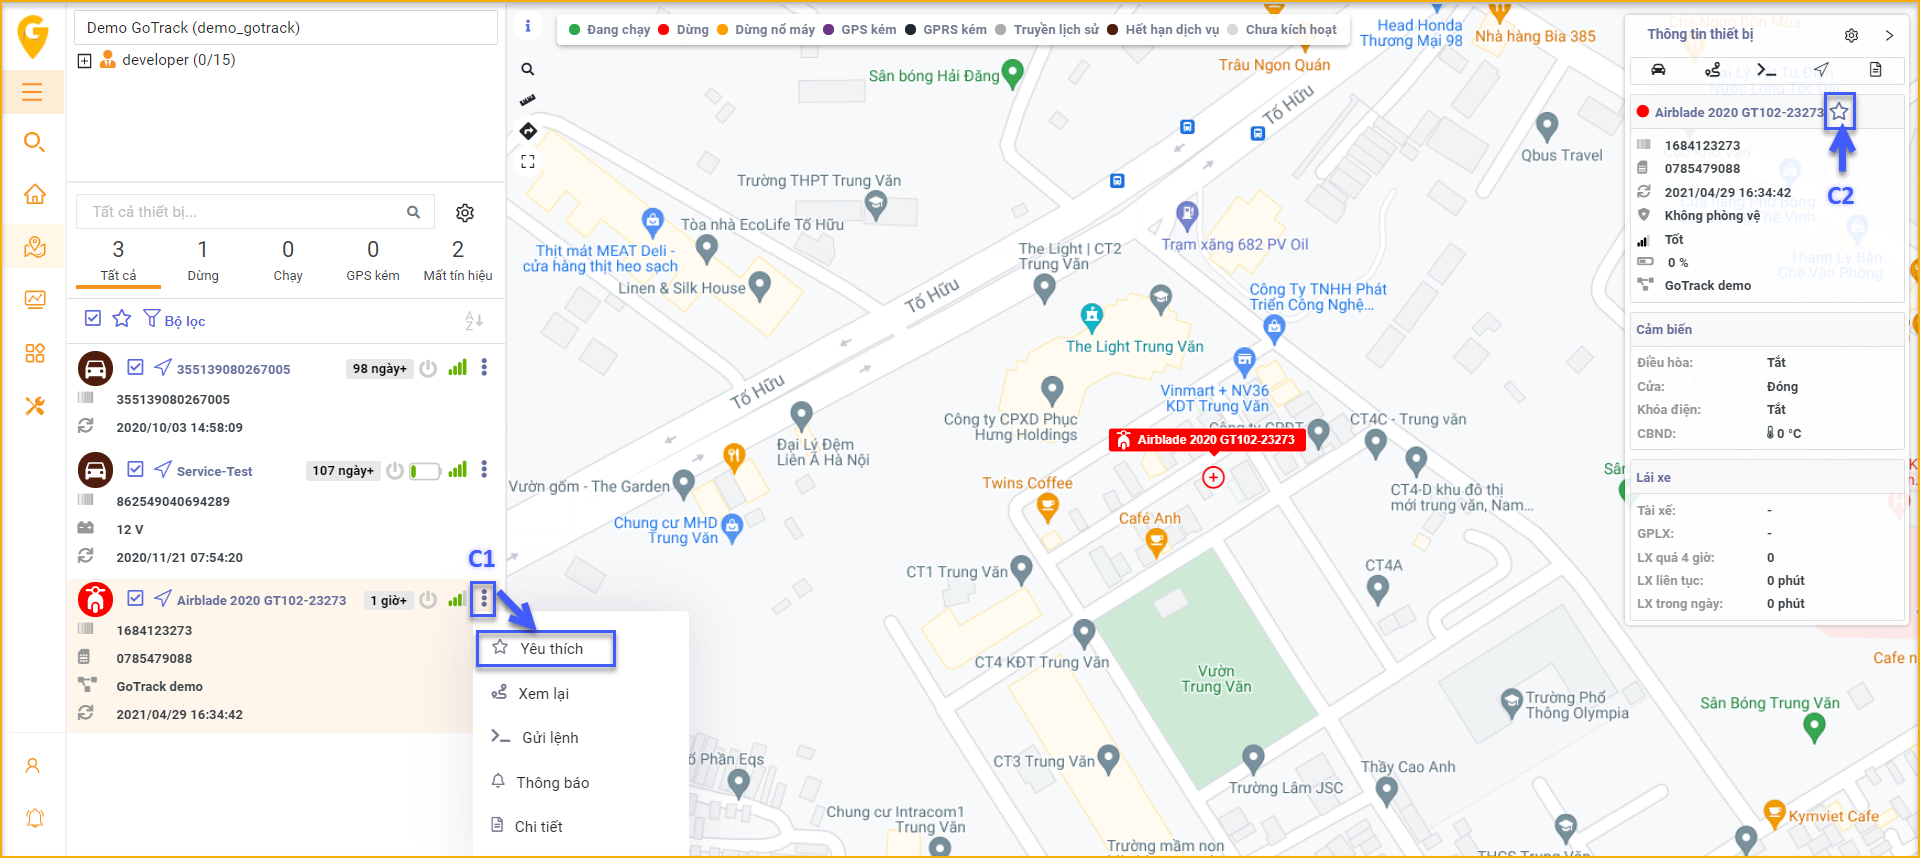 Demo GoTrack (demo_gotrack)
developer (0/15)
Tất cả thiết bị...
3
Tất cả
1
Dừng
0
Chạy
0
GPS kém
2
Mất tín hiệu
Bộ lọc
355139080267005
98 ngày+
355139080267005
2020/10/03 14:58:09
Service-Test
107 ngày+
862549040694289
12 V
2020/11/21 07:54:20
C1
Airblade 2020 GT102-23273
1 giờ+
1684123273
0785479088
GoTrack demo
2021/04/29 16:34:42
Yêu thích
Xem lại
Gửi lệnh
Thông báo
Chi tiết
Đang chạy
Dừng
Dừng nổ máy
GPS kém
GPRS kém
Truyền lịch sử
Hết hạn dịch vụ
Chưa kích hoạt
Head Honda
Thương Mại 98
Nhà hàng Bia 385
Trâu Ngon Quán
Sân bóng Hải Đăng
Tố Hữu
Qbus Travel
Trường THPT Trung Văn
Tòa nhà EcoLife Tố Hữu
Thịt mát MEAT Deli -
cửa hàng thịt heo sạch
Linen & Silk House
Trạm xăng 682 PV Oil
The Light | CT2
Trung Văn
Tố Hữu
Công Ty TNHH Phát
Triển Công Nghệ...
The Light Trung Văn
Vinmart + NV36
KDT Trung Văn
Tố Hữu
Công ty CPXD Phục
Hưng Holdings
CT4C - Trung văn
Airblade 2020 GT102-23273
Đại Lý Đệm
Liên Á Hà Nội
Vườn gốm - The Garden
Twins Coffee
CT4-D khu đô thị
mới trung văn, Nam...
Chung cư MHD
Trung Văn
Café Anh
CT1 Trung Văn
CT4A
CT4 KĐT Trung Văn
Vườn
Trung Văn
Trường Phổ
Thông Olympia
Sân Bóng Trung Văn
ổ Phần Eqs
CT3 Trung Văn
Trường Lâm JSC
Thầy Cao Anh
Chung cư Intracom1
Trung Văn
Trường mầm non
Kymviet Cafe
THCS Trung Văn
Cafe n
Thông tin thiết bị
Airblade 2020 GT102-23273
1684123273
0785479088
2021/04/29 16:34:42
C2
Không phòng vệ
Tốt
0 %
GoTrack demo
Cảm biến
Điều hòa: Tắt
Cửa: Đóng
Khóa điện: Tắt
CBND: 0 °C
Lái xe
Tài xế: -
GPLX: -
LX quá 4 giờ: 0
LX liên tục: 0 phút
LX trong ngày: 0 phút